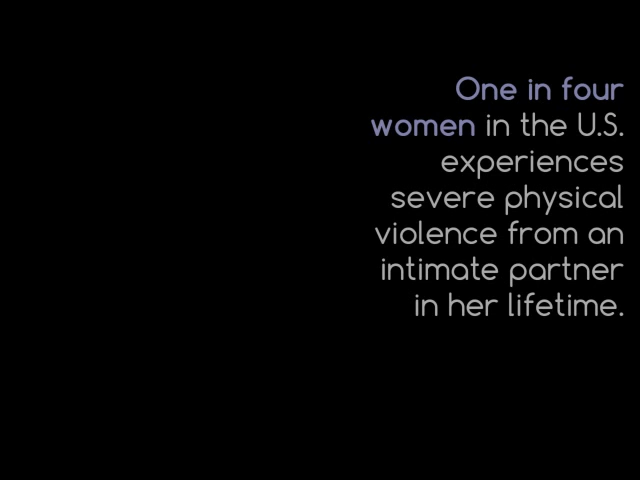 One in four
women in the U.S.
experiences
severe physical
violence from an
intimate partner
in her lifetime.